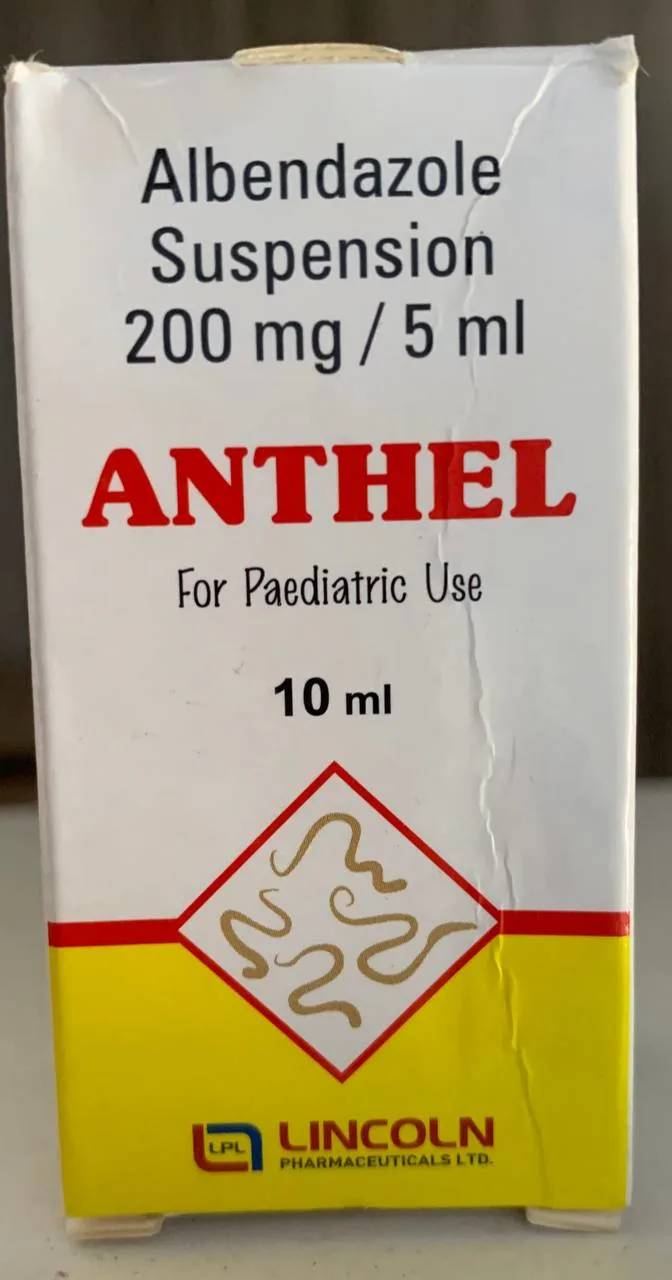 Albendazole
Suspension
200 mg / 5 ml
ANTHEL
For Paediatric Use
10 ml
LPL
LINCOLN
PHARMACEUTICALS LTD.